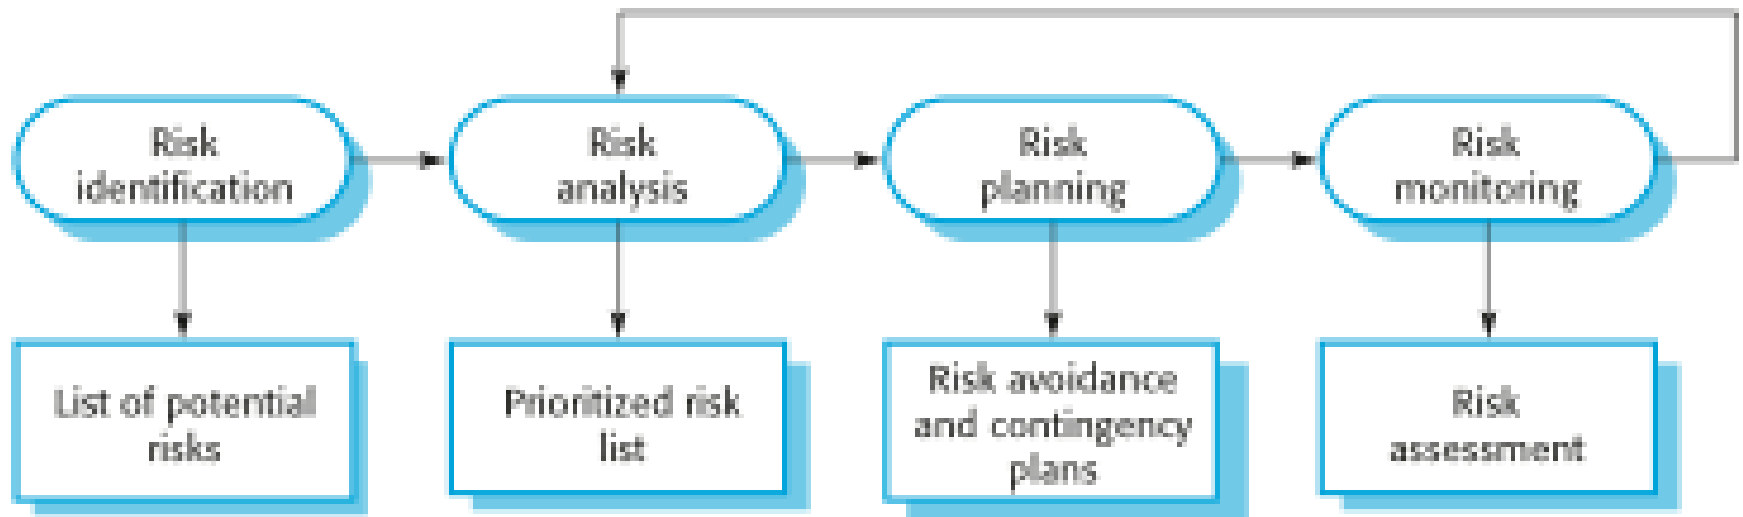 Risk
identification
Risk
analysis
Risk
planning
Risk
monitoring
List of potential
risks
Prioritized risk
list
Risk avoidance
and contingency
plans
Risk
assessment